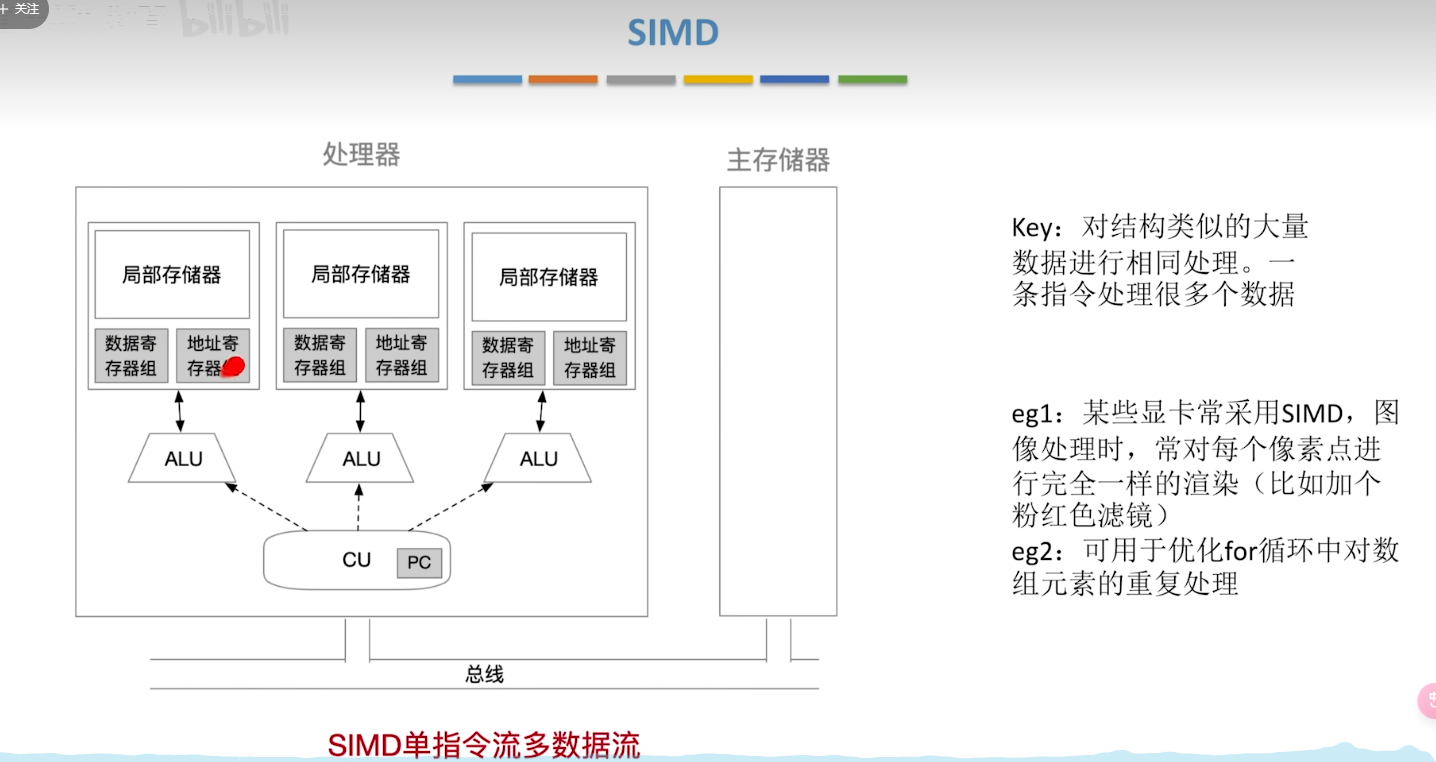 + 关注
bilibili
SIMD
处理器
主存储器
局部存储器
局部存储器
局部存储器
数据寄
存器组
地址寄
存器
数据寄
存器组
地址寄
存器组
数据寄
存器组
地址寄
存器组
ALU
ALU
ALU
CU
PC
总线
SIMD单指令流多数据流
Key：对结构类似的大量
数据进行相同处理。一
条指令处理很多个数据
eg1：某些显卡常采用SIMD，图
像处理时，常对每个像素点进
行完全一样的渲染（比如加个
粉红色滤镜）
eg2：可用于优化for循环中对数
组元素的重复处理